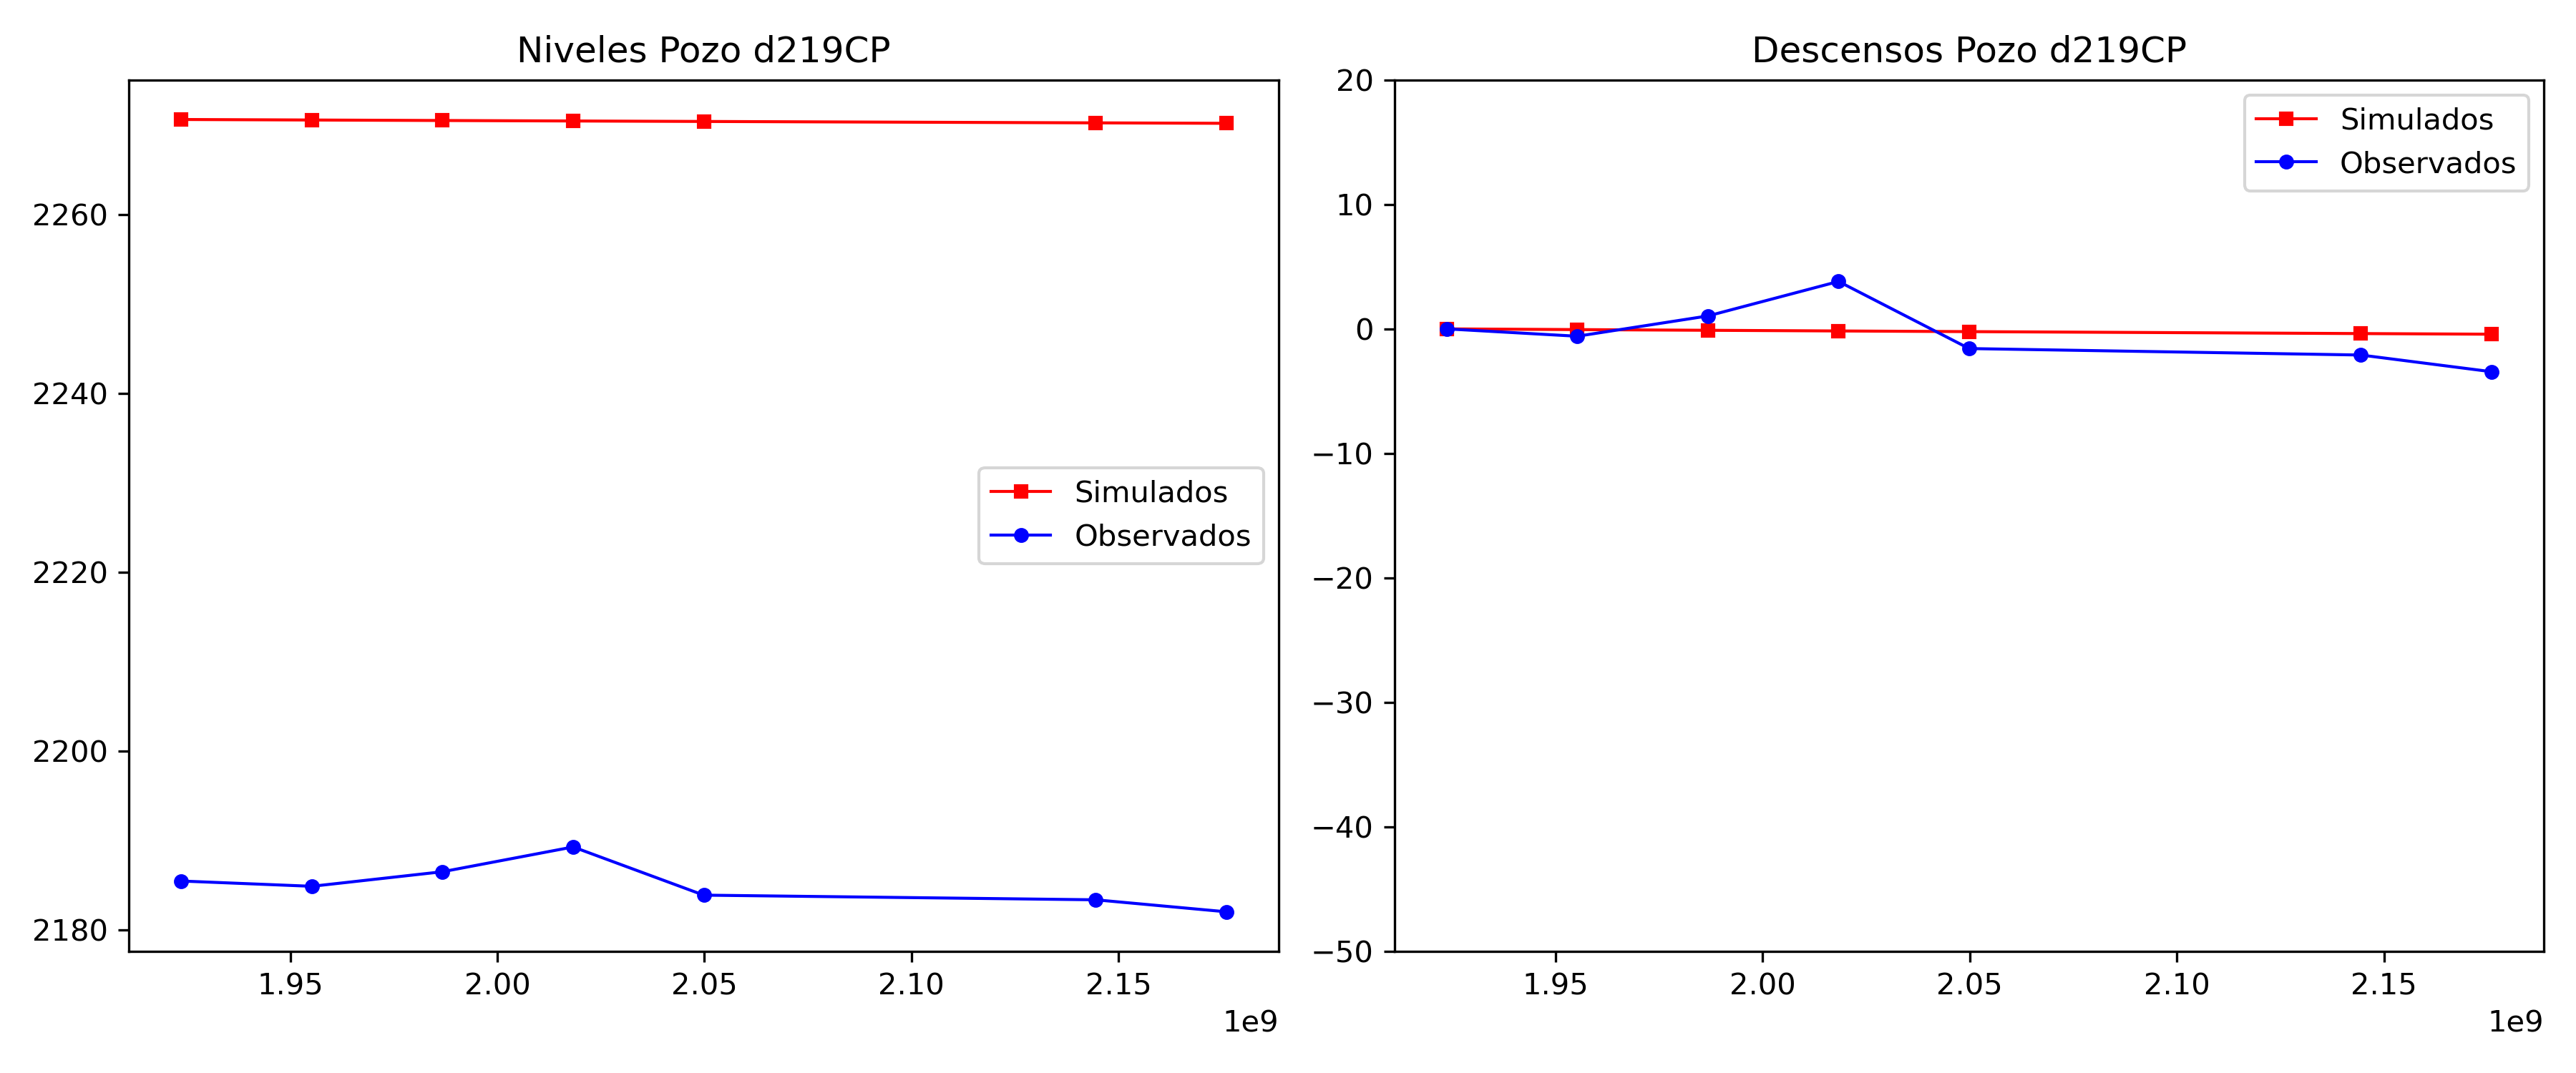 Niveles Pozo d219CP
2260
2240
2220
2200
2180
Simulados
Observados
1.95 2.00 2.05 2.10 2.15
1e9
Descensos Pozo d219CP
20
10
0
−10
−20
−30
−40
−50
Simulados
Observados
1.95 2.00 2.05 2.10 2.15
1e9